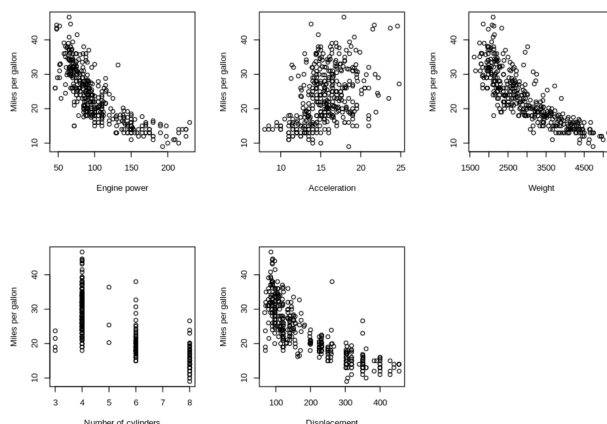 Miles per gallon
10 20 30 40
50 100 150 200
Engine power
Miles per gallon
10 20 30 40
10 15 20 25
Acceleration
Miles per gallon
10 20 30 40
1500 2500 3500 4500
Weight
Miles per gallon
10 20 30 40
3 4 5 6 7 8
Number of cylinders
Miles per gallon
10 20 30 40
100 200 300 400
Displacement